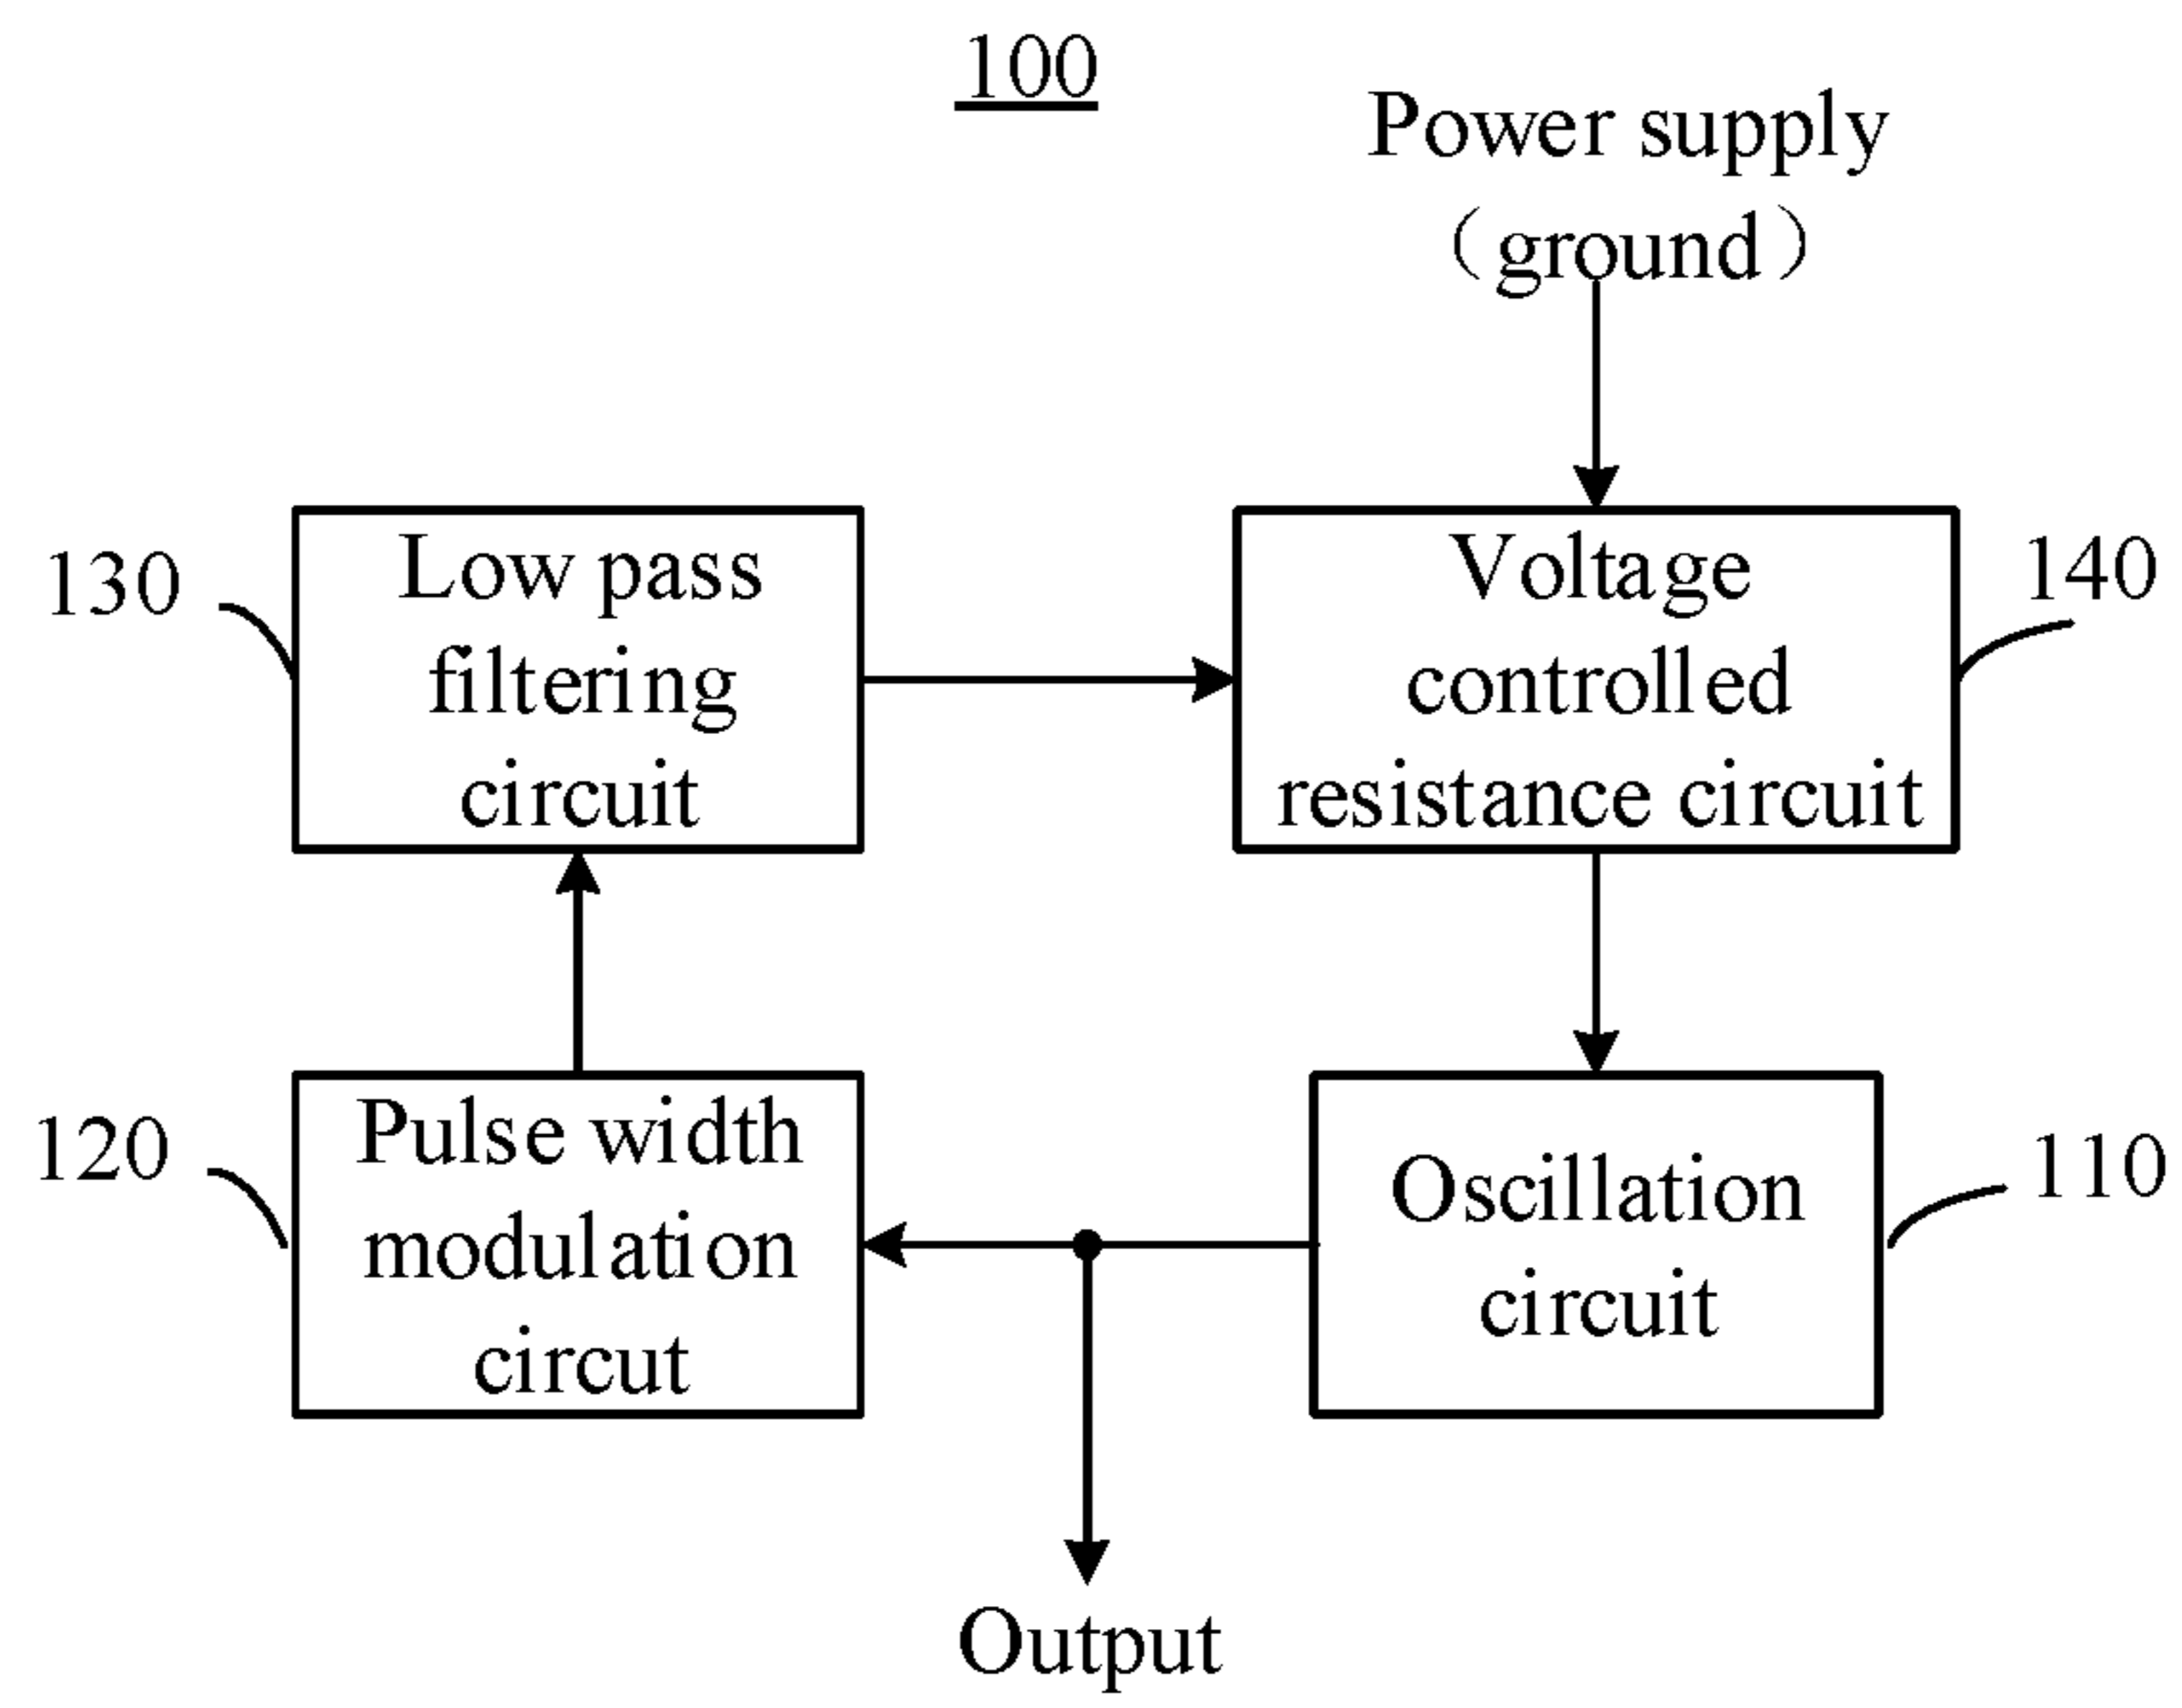 100
Power supply
（ground）
130
Low pass
filtering
circuit
Voltage
controlled
resistance circuit
140
120
Pulse width
modulation
circut
Oscillation
circuit
110
Output